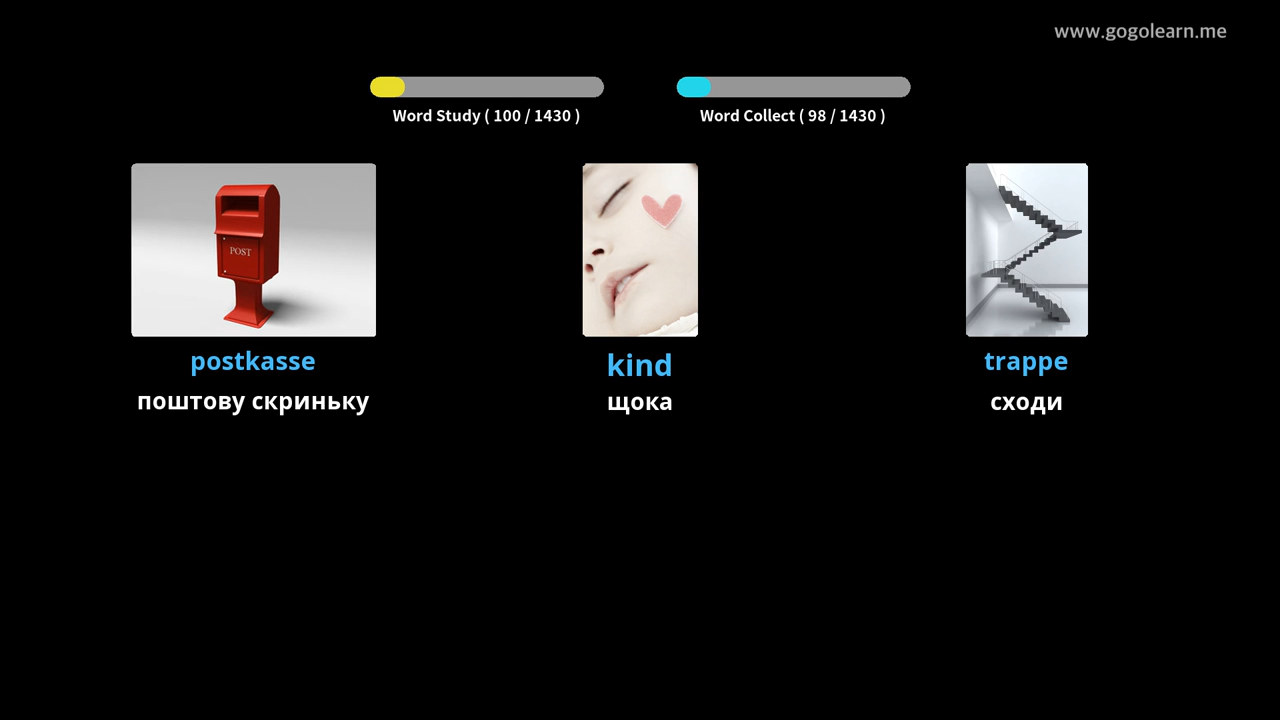 www.gogolearn.me
Word Study ( 100 / 1430 )
Word Collect ( 98 / 1430 )
POST
postkasse
kind
trappe
поштову скриньку
щока
сходи